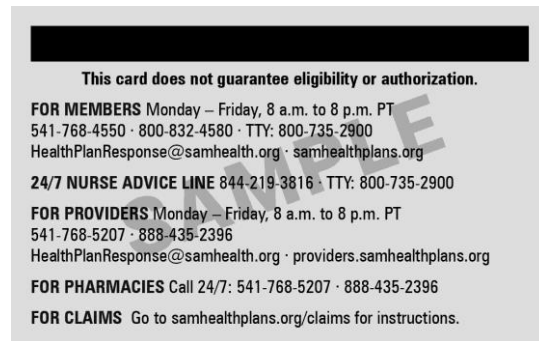 This card does not guarantee eligibility or authorization.
FOR MEMBERS Monday – Friday, 8 a.m. to 8 p.m. PT
541-768-4550 · 800-832-4580 · TTY: 800-735-2900
HealthPlanResponse@samhealth.org · samhealthplans.org
24/7 NURSE ADVICE LINE 844-219-3816 · TTY: 800-735-2900
FOR PROVIDERS Monday – Friday, 8 a.m. to 8 p.m. PT
541-768-5207 · 888-435-2396
HealthPlanResponse@samhealth.org · providers.samhealthplans.org
FOR PHARMACIES Call 24/7: 541-768-5207 · 888-435-2396
FOR CLAIMS Go to samhealthplans.org/claims for instructions.
SAMPLE